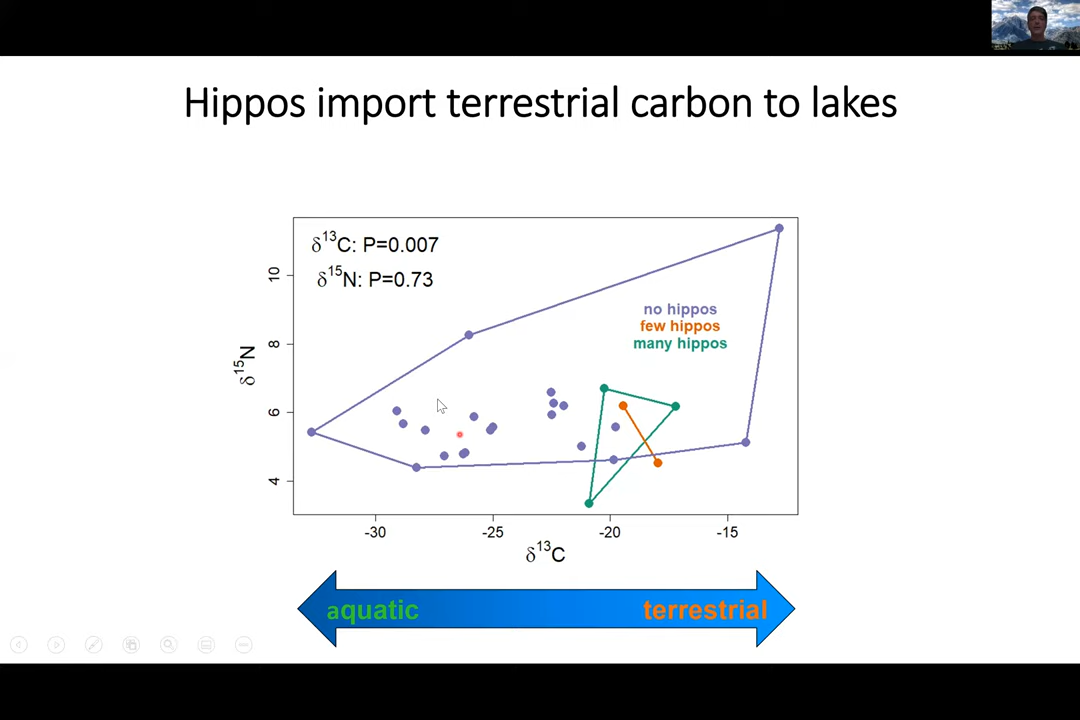 Hippos import terrestrial carbon to lakes
δ13C: P=0.007
δ15N: P=0.73
no hippos
few hippos
many hippos
δ15N
10
8
6
4
-30 -25 -20 -15
δ13C
aquatic terrestrial